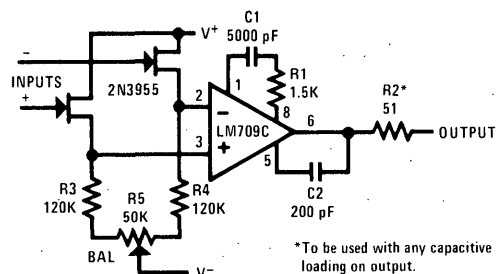 C1
5000 pF
V+
−
R1
1.5K
INPUTS
2N3955
1
+
8
2
−
R2*
51
6
LM709C
OUTPUT
3
+
5
R3
120K
R4
120K
R5
50K
C2
200 pF
BAL
V−
*To be used with any capacitive
loading on output.